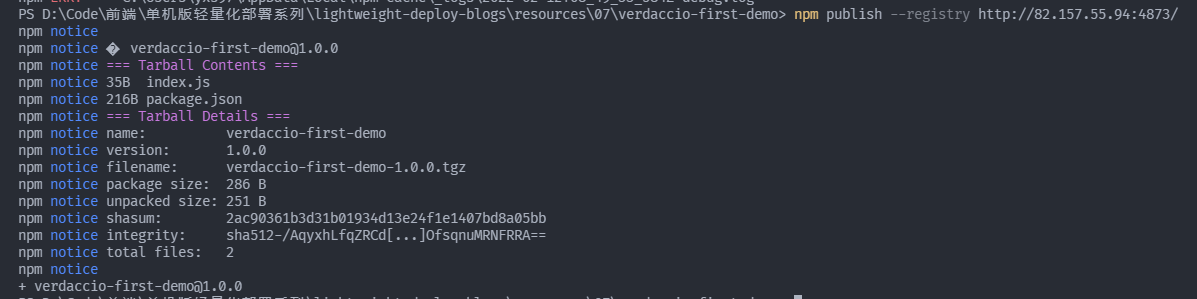 PS D:\Code\前端\单机版轻量化部署系列\lightweight-deploy-blogs\resources\07\verdaccio-first-demo> npm publish --registry http://82.157.55.94:4873/
npm notice
npm notice � verdaccio-first-demo@1.0.0
npm notice === Tarball Contents ===
npm notice 35B  index.js
npm notice 216B package.json
npm notice === Tarball Details ===
npm notice name:          verdaccio-first-demo
npm notice version:       1.0.0
npm notice filename:      verdaccio-first-demo-1.0.0.tgz
npm notice package size:  286 B
npm notice unpacked size: 251 B
npm notice shasum:        2ac90361b3d31b01934d13e24f1e1407bd8a05bb
npm notice integrity:     sha512-/AqyxhLfqZRCd[...]OfsqnuMRNFRRA==
npm notice total files:   2
npm notice
+ verdaccio-first-demo@1.0.0